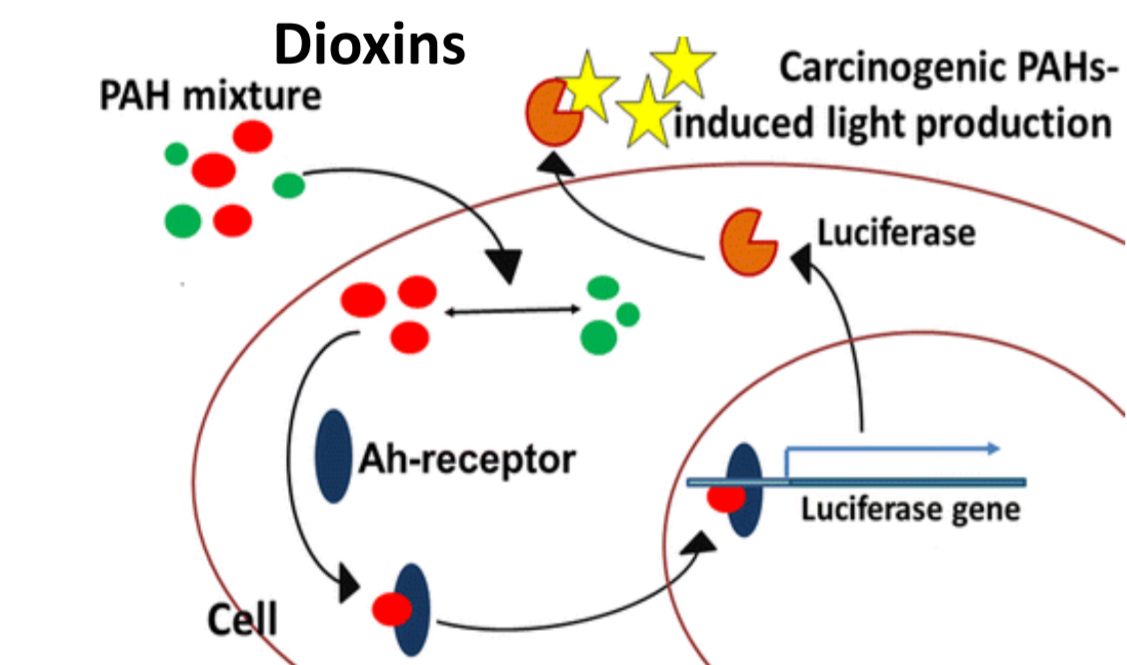 Dioxins
PAH mixture
Carcinogenic PAHs-
induced light production
Luciferase
Ah-receptor
Luciferase gene
Cell